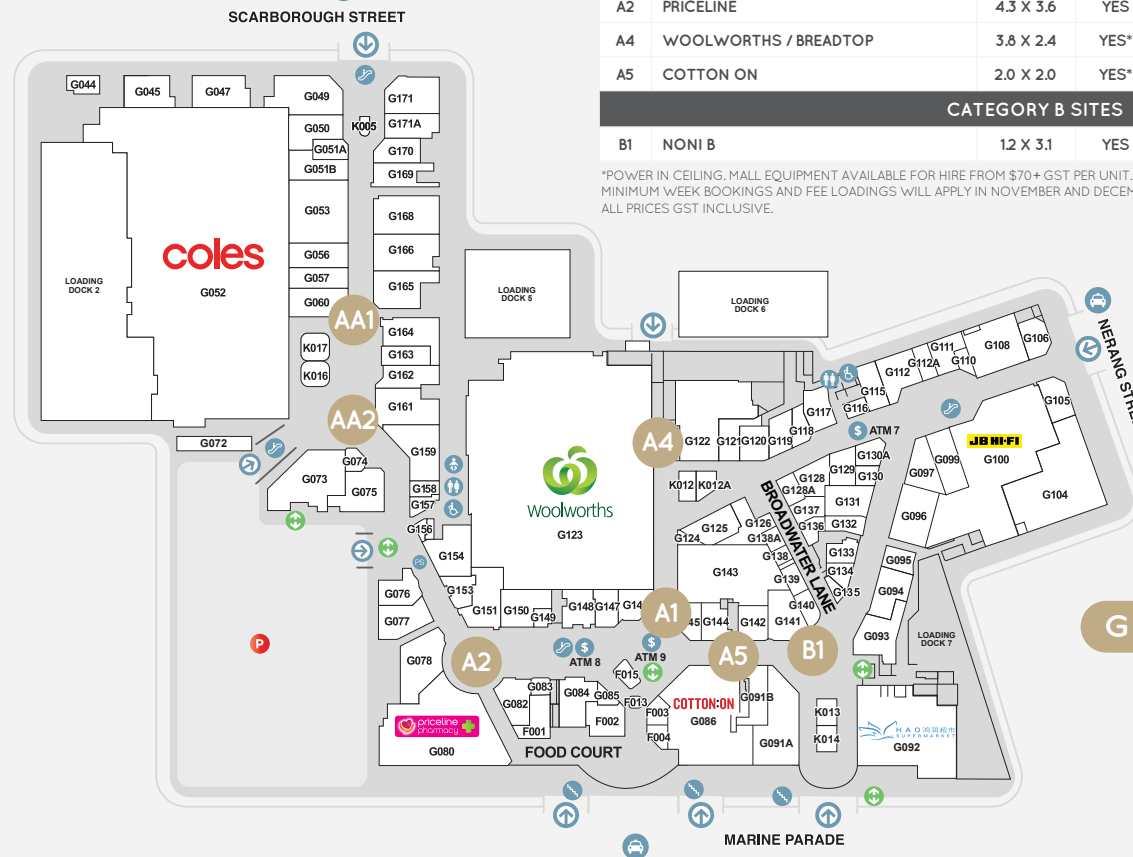 SCARBOROUGH STREET
A2 PRICELINE 4.3 X 3.6 YES
A4 WOOLWORTHS / BREADTOP 3.8 X 2.4 YES*
A5 COTTON ON 2.0 X 2.0 YES*
CATEGORY B SITES
B1 NONI B 1.2 X 3.1 YES
*POWER IN CEILING. MALL EQUIPMENT AVAILABLE FOR HIRE FROM $70+ GST PER UNIT.
MINIMUM WEEK BOOKINGS AND FEE LOADINGS WILL APPLY IN NOVEMBER AND DECEM
ALL PRICES GST INCLUSIVE.
G044
G045
G047
G049
G171
G050
K005
G171A
G051A
G170
G051B
G169
G053
G168
coles
G052
G056
G166
G057
G165
G060
LOADING
DOCK 2
LOADING
DOCK 5
LOADING
DOCK 6
AA1
G164
K017
G163
K016
G162
AA2
G161
G072
G159
G073
G074
G075
G158
G157
G156
G154
G153
G076
G077
G078
P
PS
Woolworths
G123
A4
G122
G121
G120
G119
G118
G117
G116
G115
G112
G112A
G111
G110
G108
G106
NERANG STRE
$ ATM 7
G105
JB HI-FI
G100
G099
G097
G096
G104
K012
K012A
G130A
G130
G129
G128
G128A
G131
G137
G136
G132
BROADWATER LANE
G125
G124
G126
G138A
G138
G139
G140
G141
G133
G134
G135
G143
G095
G094
G093
LOADING
DOCK 7
G151
G150
G149
G148
G147
G14
A1
45
G144
G142
A2
$
ATM 8
$
ATM 9
A5
B1
G
F015
F013
G082
G083
G084
G085
F001
F002
F003
F004
COTTON:ON
G086
G091B
G091A
K013
K014
HAO 鸿润超市
SUPERMARKET
G092
priceline
pharmacy
G080
FOOD COURT
MARINE PARADE